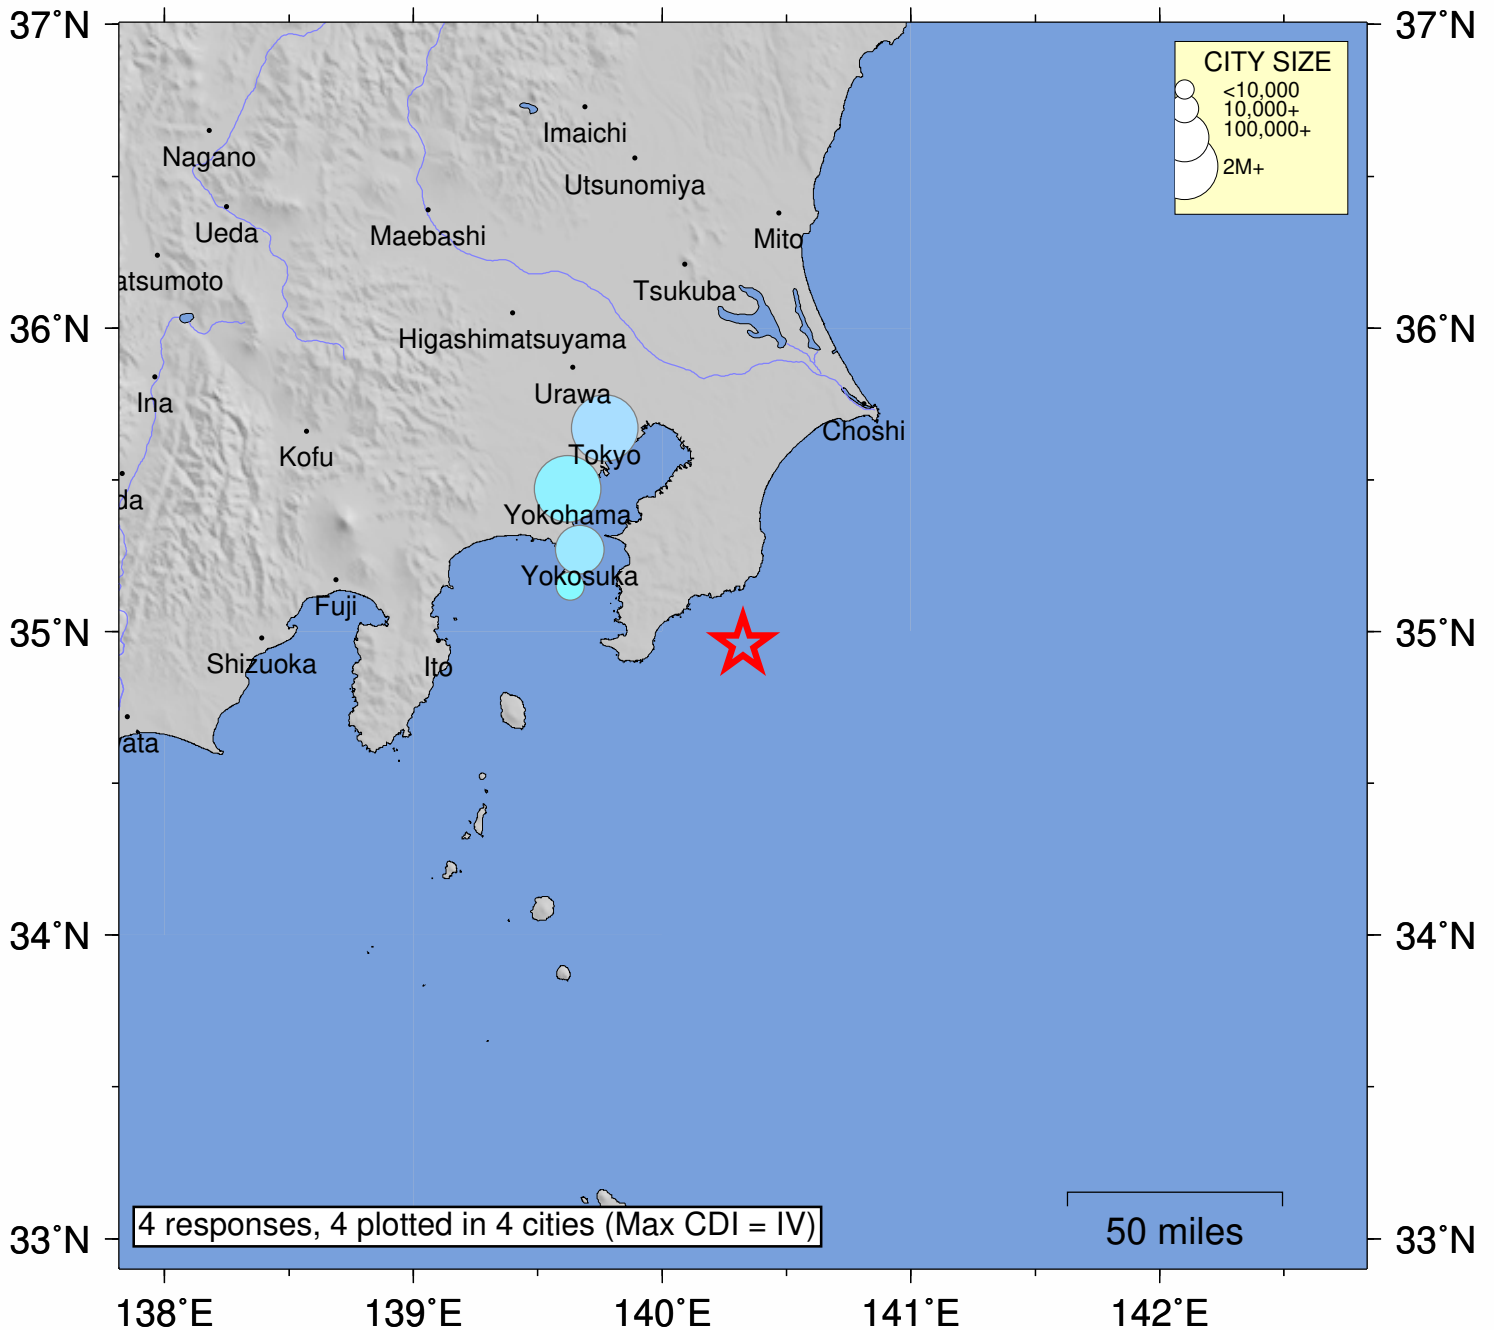 37°N
37°N
CITY SIZE
<10,000
10,000+
100,000+
2M+
Imaichi
Nagano
Utsunomiya
Ueda
Maebashi
Mito
atsumoto
Tsukuba
36°N
36°N
Higashimatsuyama
Urawa
Ina
Choshi
Kofu
Tokyo
da
Yokohama
Yokosuka
Fuji
35°N
35°N
Shizuoka
Ito
ata
34°N
34°N
4 responses, 4 plotted in 4 cities (Max CDI = IV)
50 miles
33°N
33°N
138°E
139°E
140°E
141°E
142°E